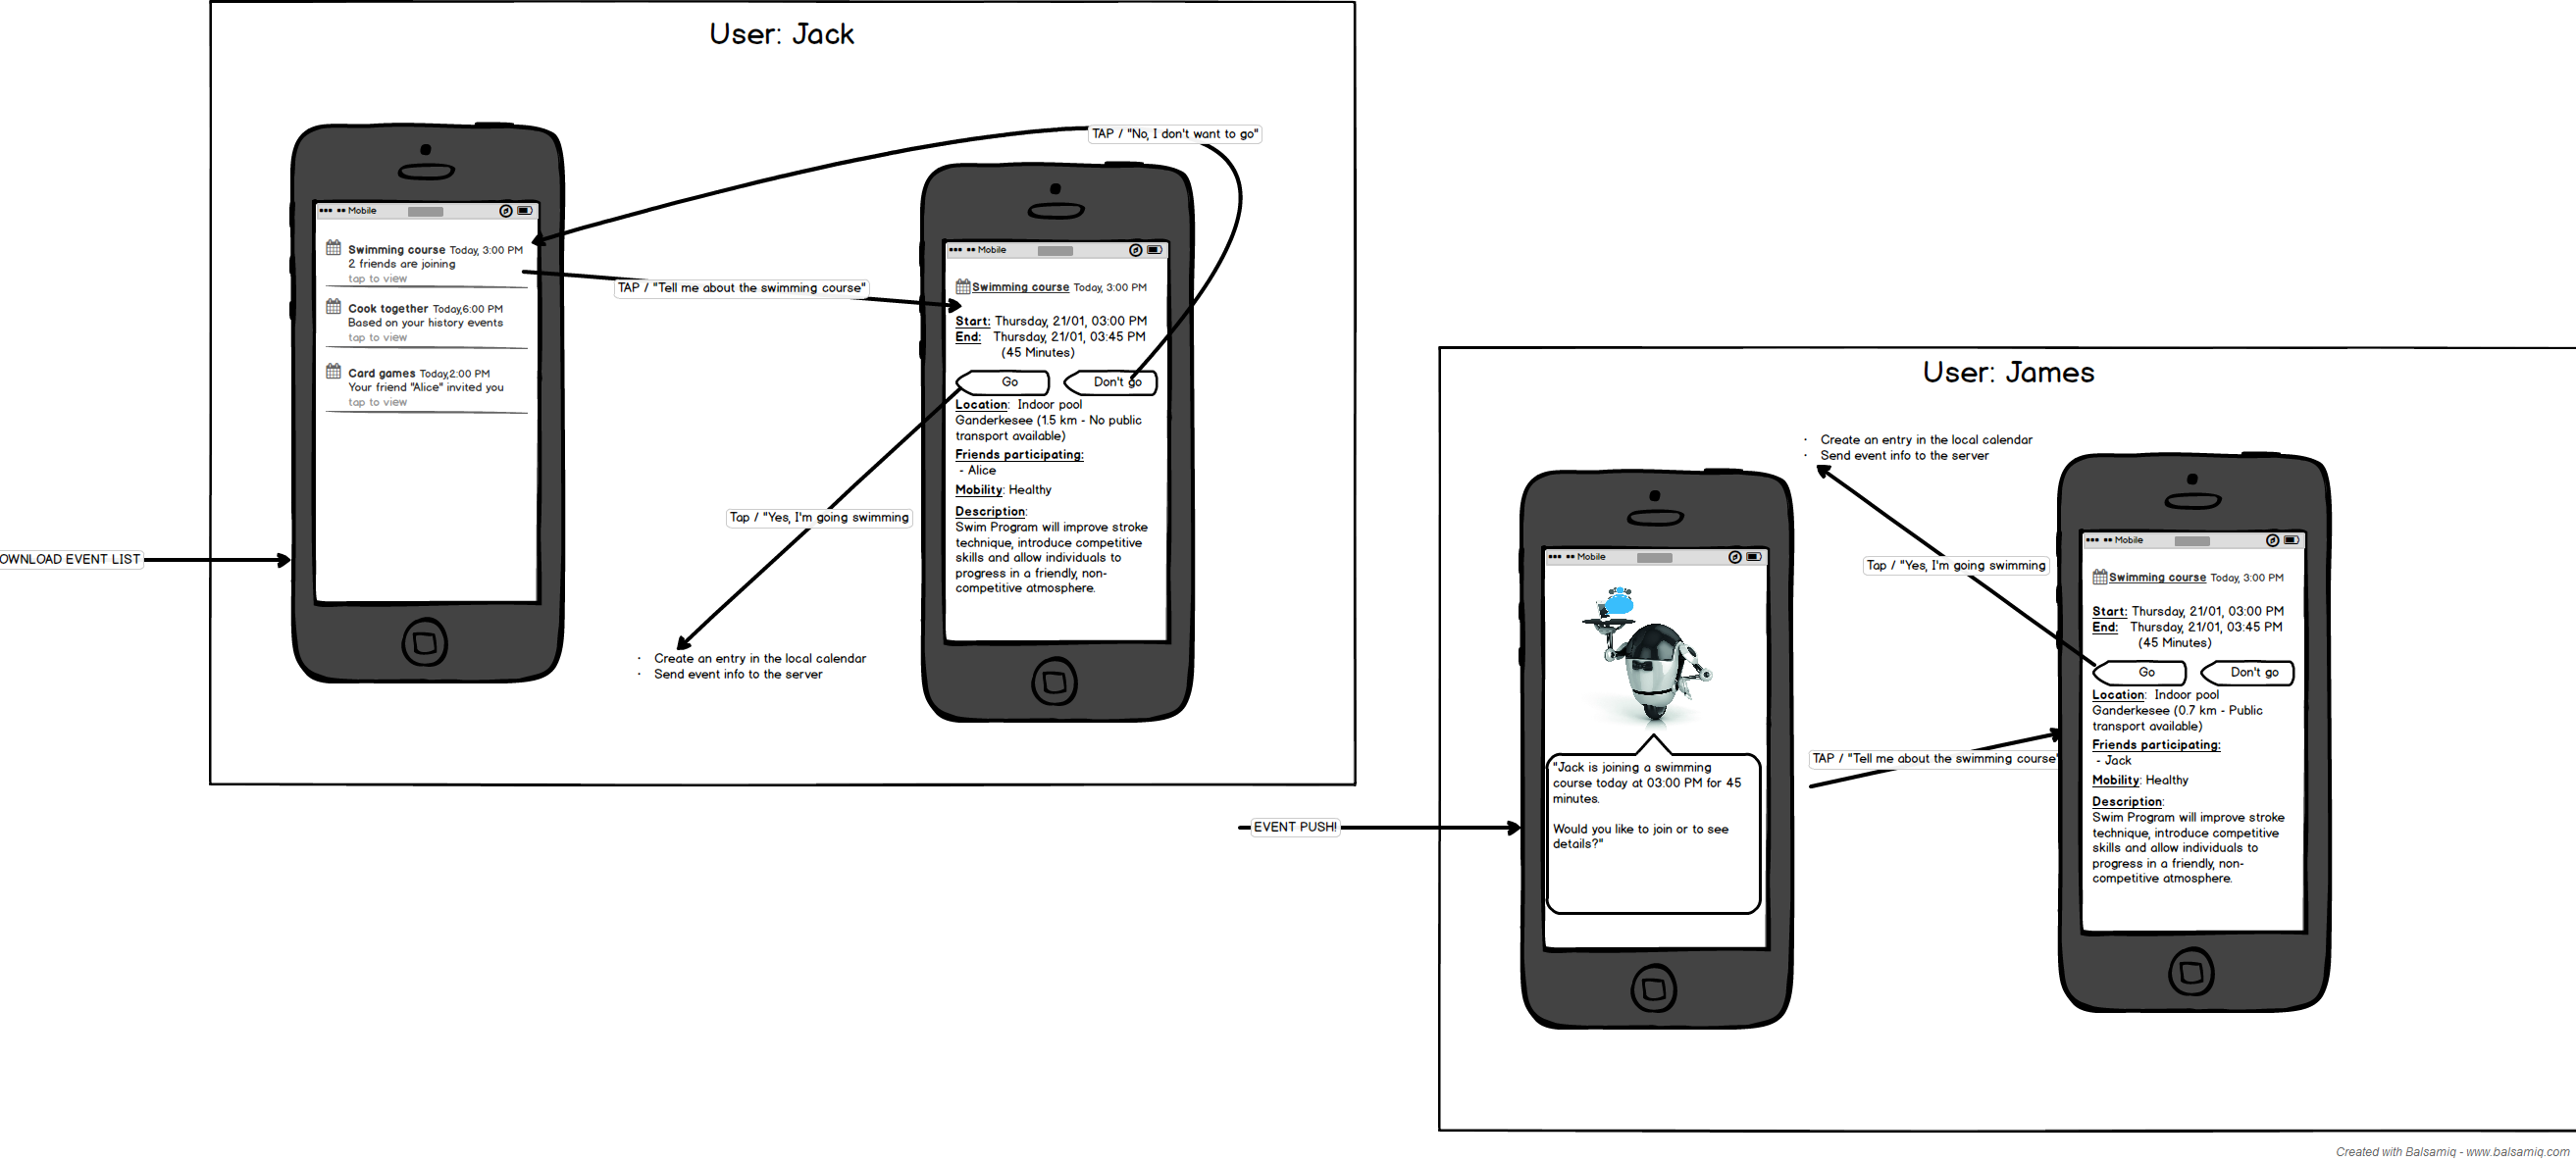 User: Jack
TAP / "No, I don't want to go"
Mobile
Swimming course Today, 3:00 PM
2 friends are joining
tap to view
Cook together Today,6:00 PM
Based on your history events
tap to view
Card games Today,2:00 PM
Your friend "Alice" invited you
tap to view
TAP / "Tell me about the swimming course"
Mobile
Swimming course Today, 3:00 PM
Start: Thursday, 21/01, 03:00 PM
End: Thursday, 21/01, 03:45 PM
(45 Minutes)
Go
Don't go
Location: Indoor pool
Ganderkesee (1.5 km - No public
transport available)
Friends participating:
- Alice
Mobility: Healthy
Description:
Swim Program will improve stroke
technique, introduce competitive
skills and allow individuals to
progress in a friendly, non-
competitive atmosphere.
Tap / "Yes, I'm going swimming
OWNLOAD EVENT LIST
· Create an entry in the local calendar
· Send event info to the server
EVENT PUSH!
User: James
· Create an entry in the local calendar
· Send event info to the server
Tap / "Yes, I'm going swimming
Mobile
"Jack is joining a swimming
course today at 03:00 PM for 45
minutes.
Would you like to join or to see
details?"
TAP / "Tell me about the swimming course"
Mobile
Swimming course Today, 3:00 PM
Start: Thursday, 21/01, 03:00 PM
End: Thursday, 21/01, 03:45 PM
(45 Minutes)
Go
Don't go
Location: Indoor pool
Ganderkesee (0.7 km - Public
transport available)
Friends participating:
- Jack
Mobility: Healthy
Description:
Swim Program will improve stroke
technique, introduce competitive
skills and allow individuals to
progress in a friendly, non-
competitive atmosphere.
Created with Balsamiq - www.balsamiq.com